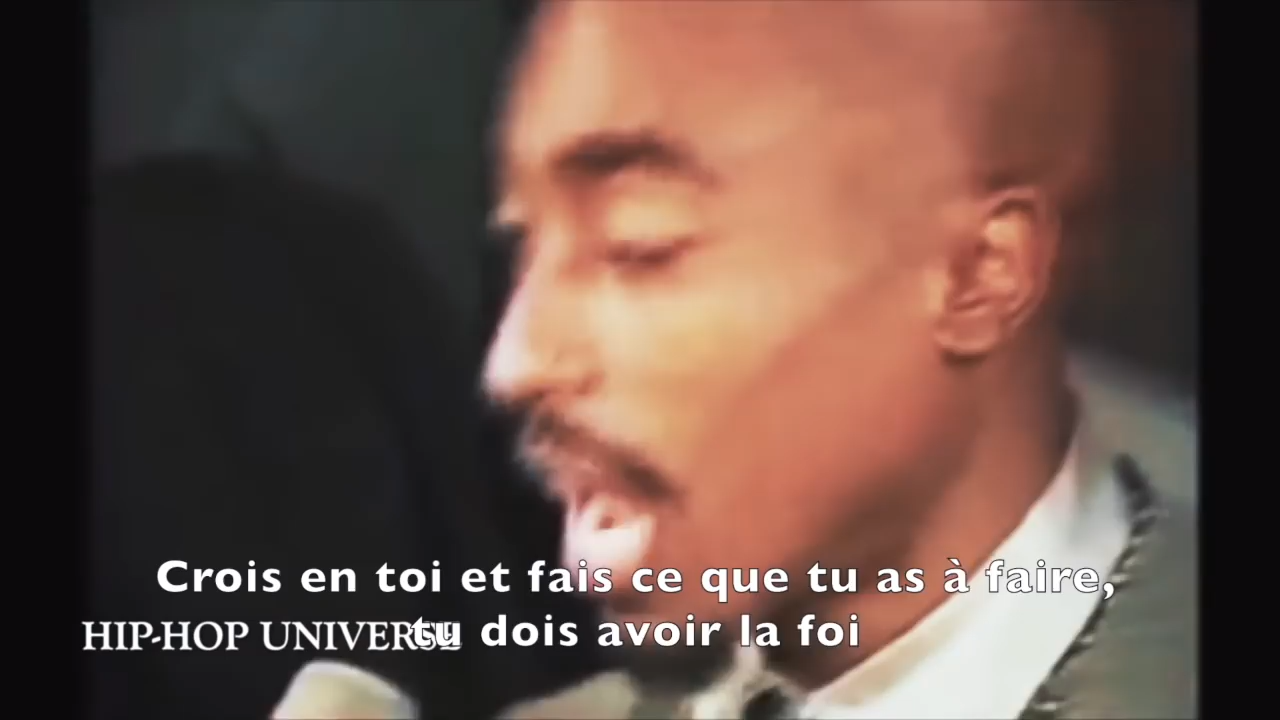 Crois en toi et fais ce que tu as à faire,
tu dois avoir la foi
HIP-HOP UNIVERSE